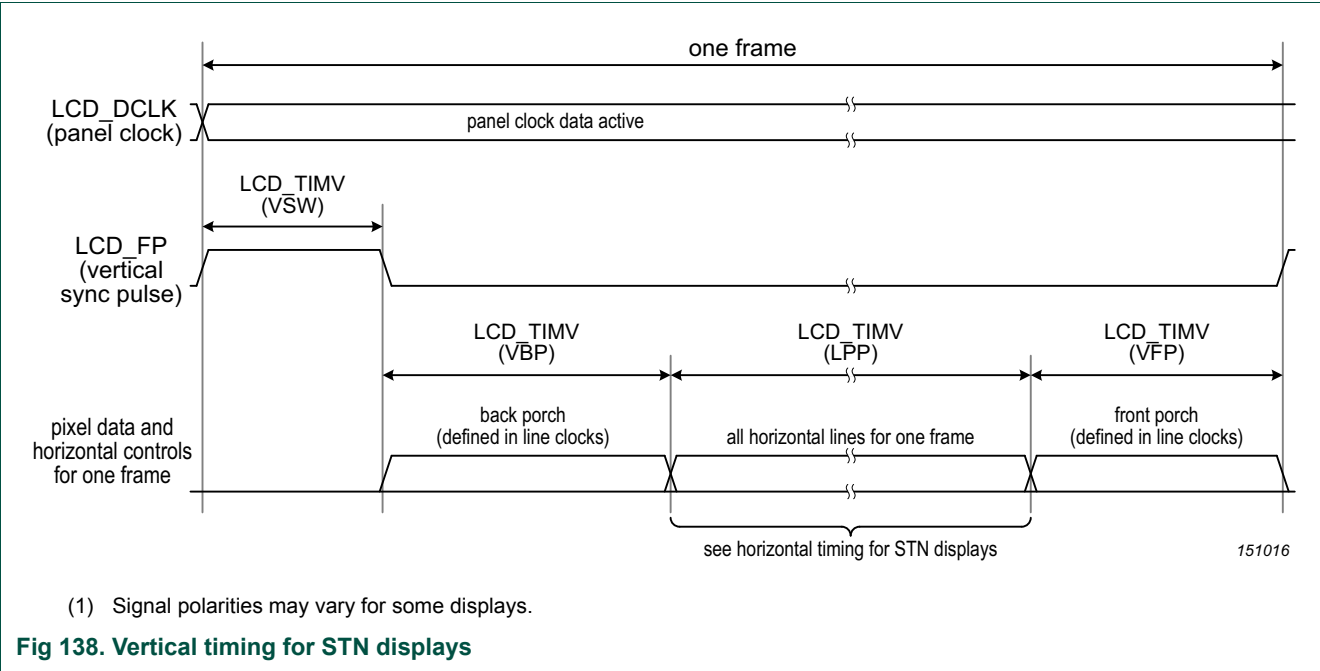 one frame
LCD_DCLK
(panel clock)
panel clock data active
LCD_TIMV
(VSW)
LCD_FP
(vertical
sync pulse)
LCD_TIMV
(VBP)
LCD_TIMV
(LPP)
LCD_TIMV
(VFP)
pixel data and
horizontal controls
for one frame
back porch
(defined in line clocks)
all horizontal lines for one frame
front porch
(defined in line clocks)
see horizontal timing for STN displays
151016
(1) Signal polarities may vary for some displays.
Fig 138. Vertical timing for STN displays